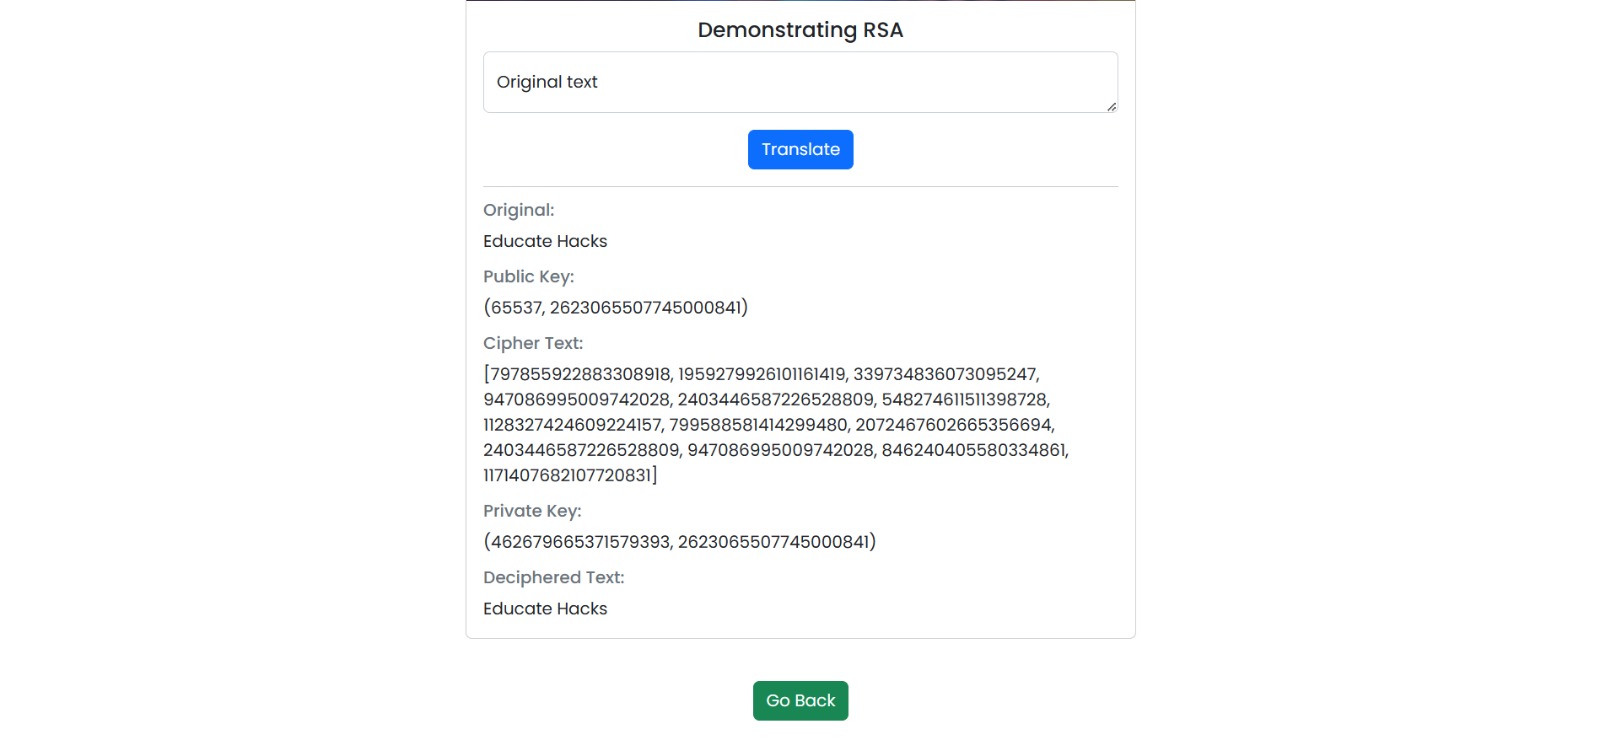 Demonstrating RSA
Original text
Translate
Original:
Educate Hacks
Public Key:
(65537, 2623065507745000841)
Cipher Text:
[797855922883308918, 1959279926101161419, 339734836073095247,
947086995009742028, 2403446587226528809, 548274611511398728,
1128327424609224157, 799588581414299480, 2072467602665356694,
2403446587226528809, 947086995009742028, 846240405580334861,
1171407682107720831]
Private Key:
(462679665371579393, 2623065507745000841)
Deciphered Text:
Educate Hacks
Go Back